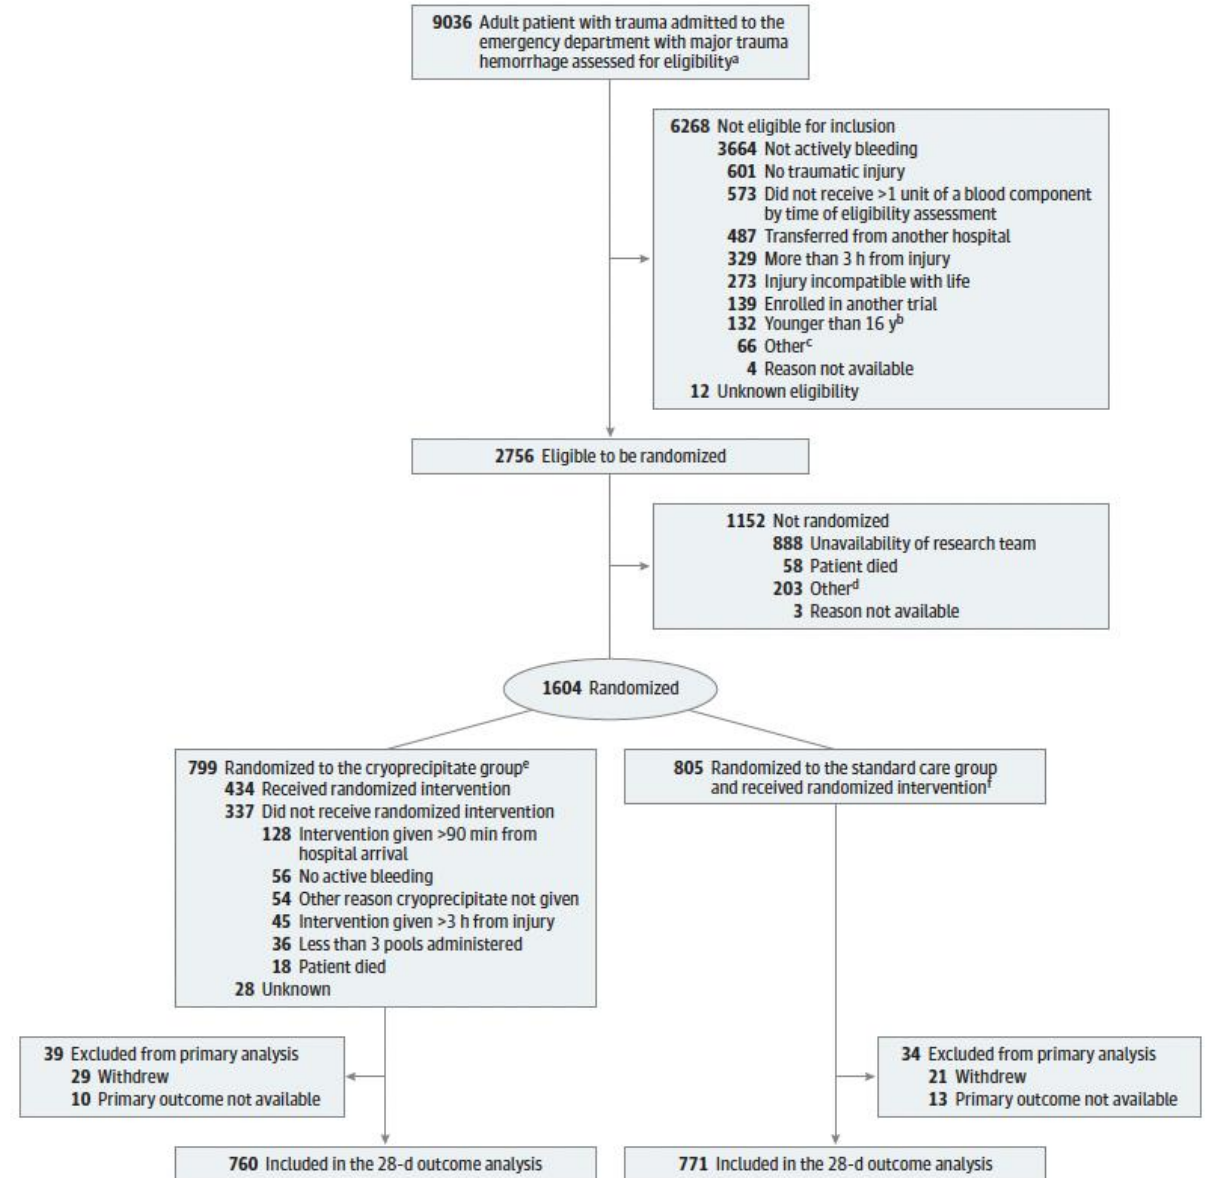 9036 Adult patient with trauma admitted to the
emergency department with major trauma
hemorrhage assessed for eligibilityᵃ
6268 Not eligible for inclusion
3664 Not actively bleeding
601 No traumatic injury
573 Did not receive >1 unit of a blood component
by time of eligibility assessment
487 Transferred from another hospital
329 More than 3 h from injury
273 Injury incompatible with life
139 Enrolled in another trial
132 Younger than 16 yᵇ
66 Otherᶜ
4 Reason not available
12 Unknown eligibility
2756 Eligible to be randomized
1152 Not randomized
888 Unavailability of research team
58 Patient died
203 Otherᵈ
3 Reason not available
1604 Randomized
799 Randomized to the cryoprecipitate groupᵉ
434 Received randomized intervention
337 Did not receive randomized intervention
128 Intervention given >90 min from
hospital arrival
56 No active bleeding
54 Other reason cryoprecipitate not given
45 Intervention given >3 h from injury
36 Less than 3 pools administered
18 Patient died
28 Unknown
805 Randomized to the standard care group
and received randomized interventionᶠ
39 Excluded from primary analysis
29 Withdrew
10 Primary outcome not available
34 Excluded from primary analysis
21 Withdrew
13 Primary outcome not available
760 Included in the 28-d outcome analysis
771 Included in the 28-d outcome analysis